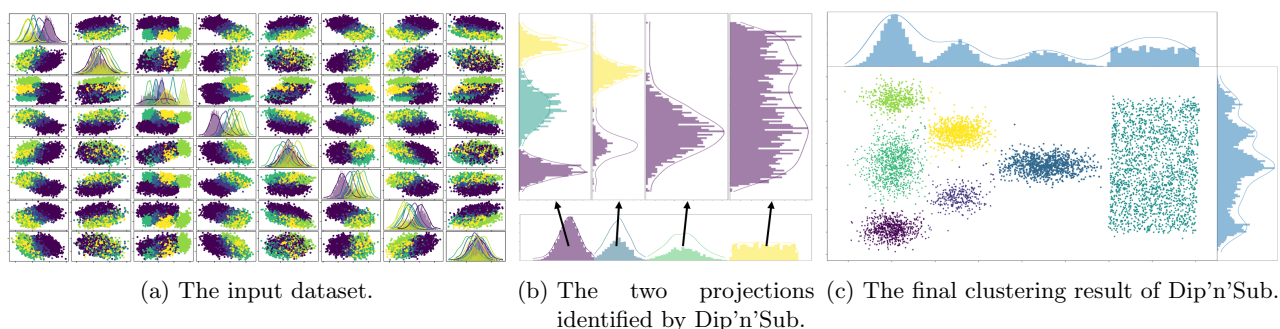 (a) The input dataset.
(b) The two projections
identified by Dip'n'Sub.
(c) The final clustering result of Dip'n'Sub.